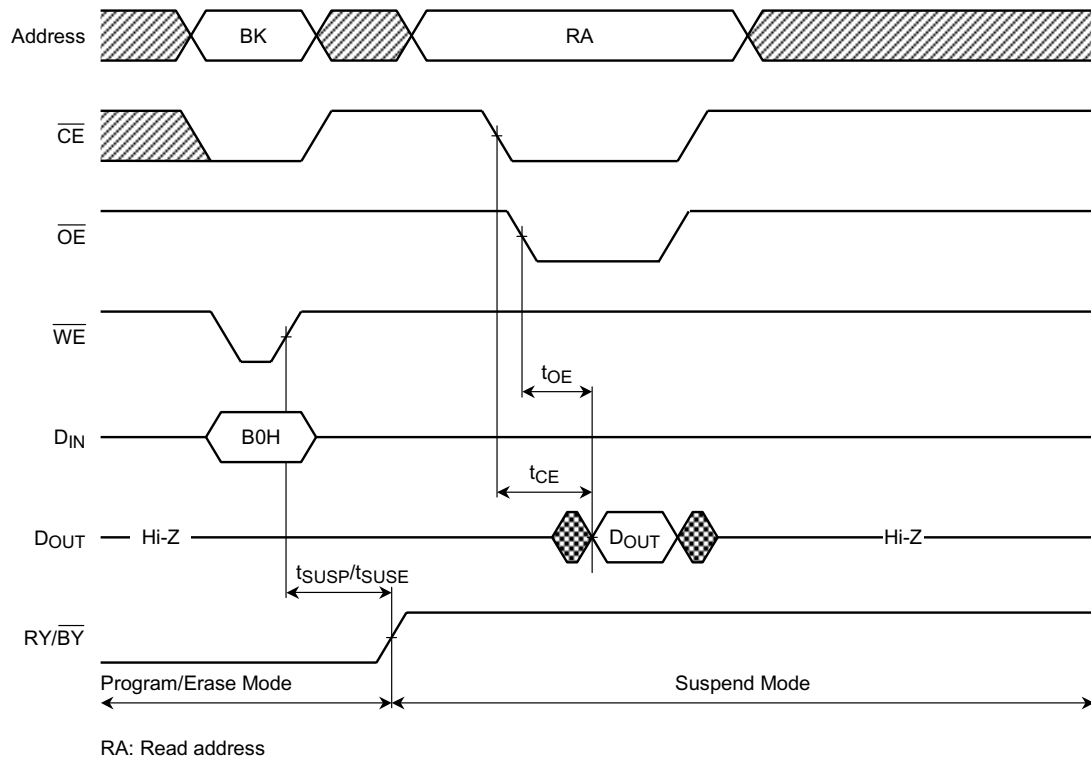 Address BK RA
CE
OE
WE
tOE
DIN B0H
tCE
DOUT Hi-Z DOUT Hi-Z
tSUSP/tSUSE
RY/BY
Program/Erase Mode Suspend Mode
RA: Read address